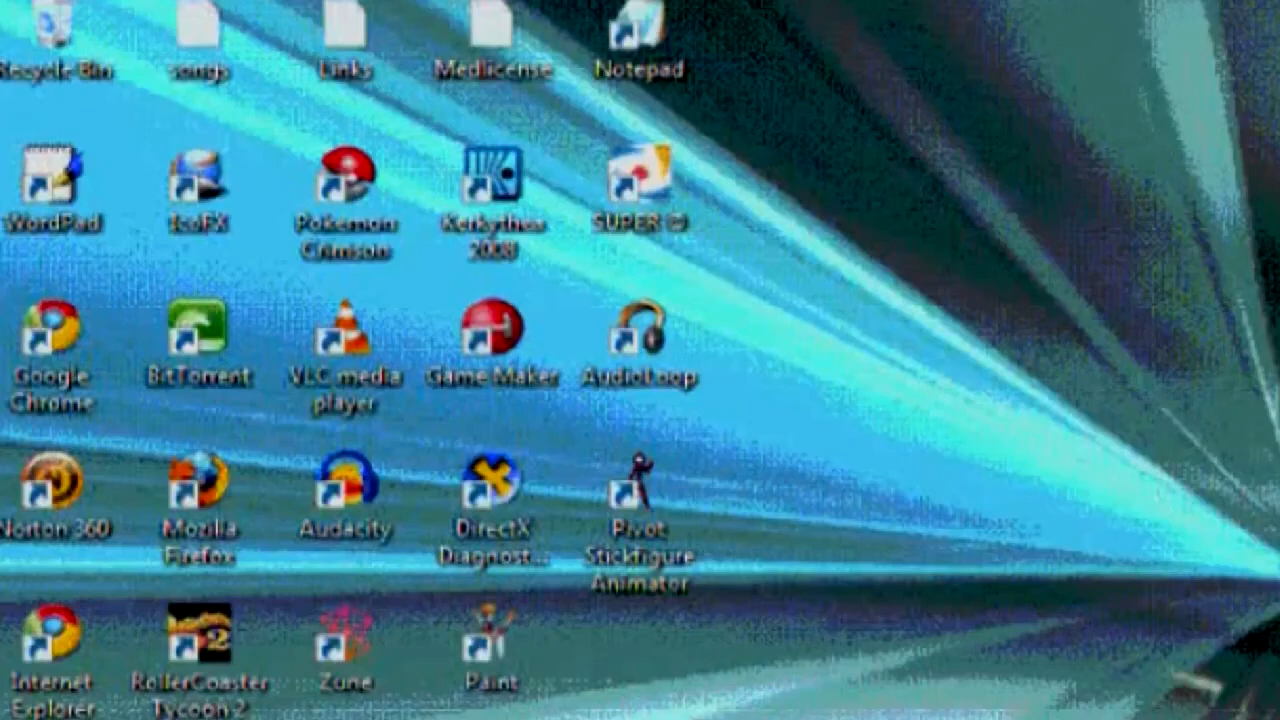 Recycle Bin
songs
Links
Medlicense
Notepad
WordPad
IcoFX
Pokemon
Crimson
Kerkythea
2008
SUPER ©
Google
Chrome
BitTorrent
VLC media
player
Game Maker
AudioLoop
Norton 360
Mozilla
Firefox
Audacity
DirectX
Diagnost...
Pivot
Stickfigure
Animator
Internet
Explorer
RollerCoaster
Tycoon 2
2
Zune
Paint